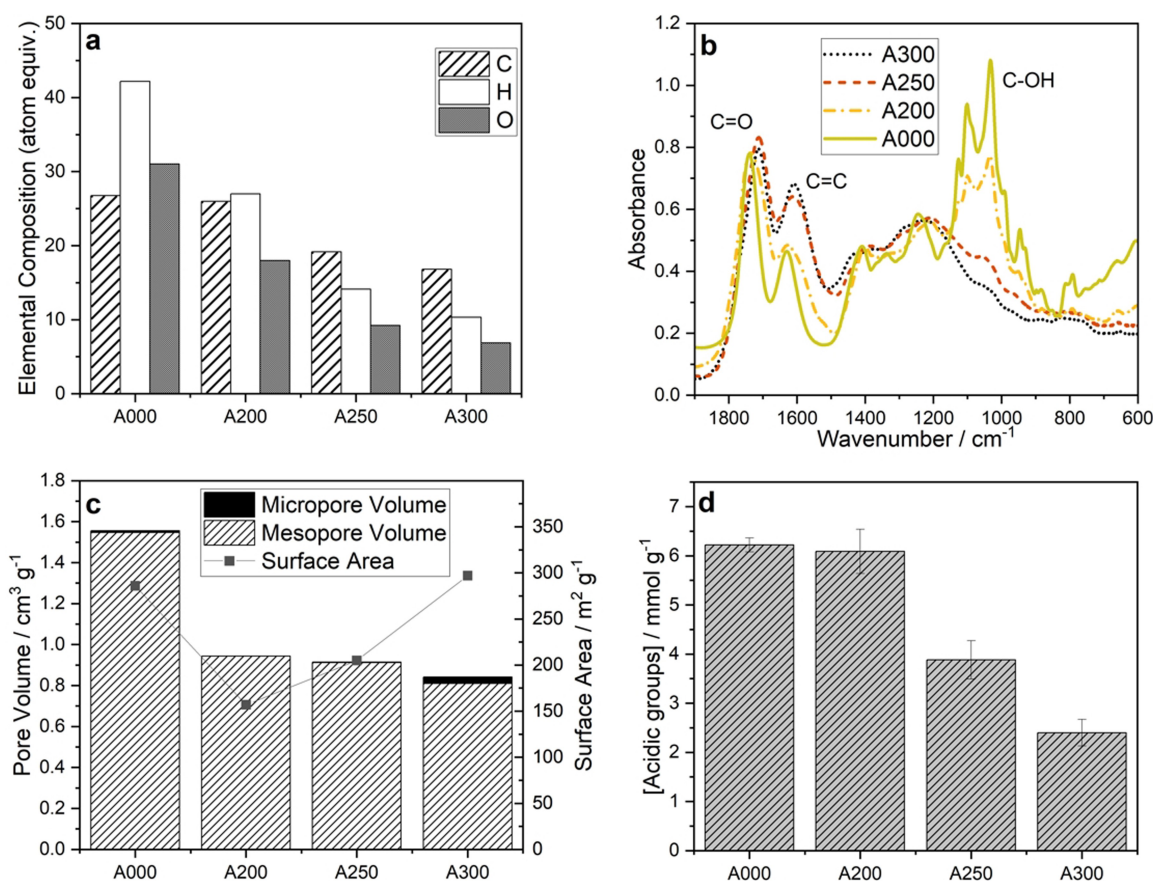 a
Elemental Composition (atom equiv.)
50
40
30
20
10
0
C
H
O
A000
A200
A250
A300
b
Absorbance
1.2
1.0
0.8
0.6
0.4
0.2
0.0
A300
A250
A200
A000
C=O
C=C
C-OH
1800
1600
1400
1200
1000
800
600
Wavenumber / cm-1
c
Pore Volume / cm3 g-1
1.8
1.6
1.4
1.2
1.0
0.8
0.6
0.4
0.2
0.0
Micropore Volume
Mesopore Volume
Surface Area
350
300
250
200
150
100
50
0
Surface Area / m2 g-1
A000
A200
A250
A300
d
[Acidic groups] / mmol g-1
7
6
5
4
3
2
1
0
A000
A200
A250
A300